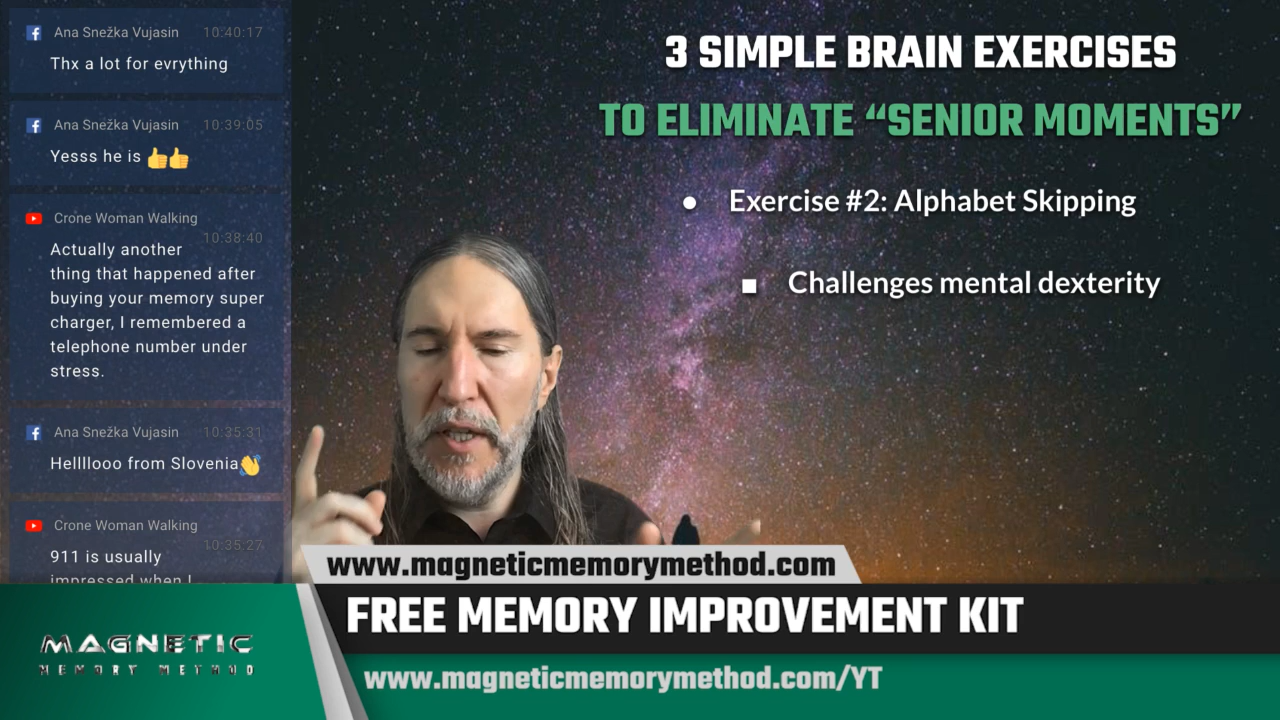 Ana Snežka Vujasin 10:40:17
Thx a lot for evrything
Ana Snežka Vujasin 10:39:05
Yesss he is 👍👍
Crone Woman Walking
10:38:40
Actually another
thing that happened after
buying your memory super
charger, I remembered a
telephone number under
stress.
Ana Snežka Vujasin 10:35:31
Hellllooo from Slovenia👋
Crone Woman Walking
10:35:27
911 is usually
impressed when I
3 SIMPLE BRAIN EXERCISES
TO ELIMINATE “SENIOR MOMENTS”
● Exercise #2: Alphabet Skipping
■ Challenges mental dexterity
www.magneticmemorymethod.com
FREE MEMORY IMPROVEMENT KIT
www.magneticmemorymethod.com/YT
MAGNETIC
MEMORY METHOD